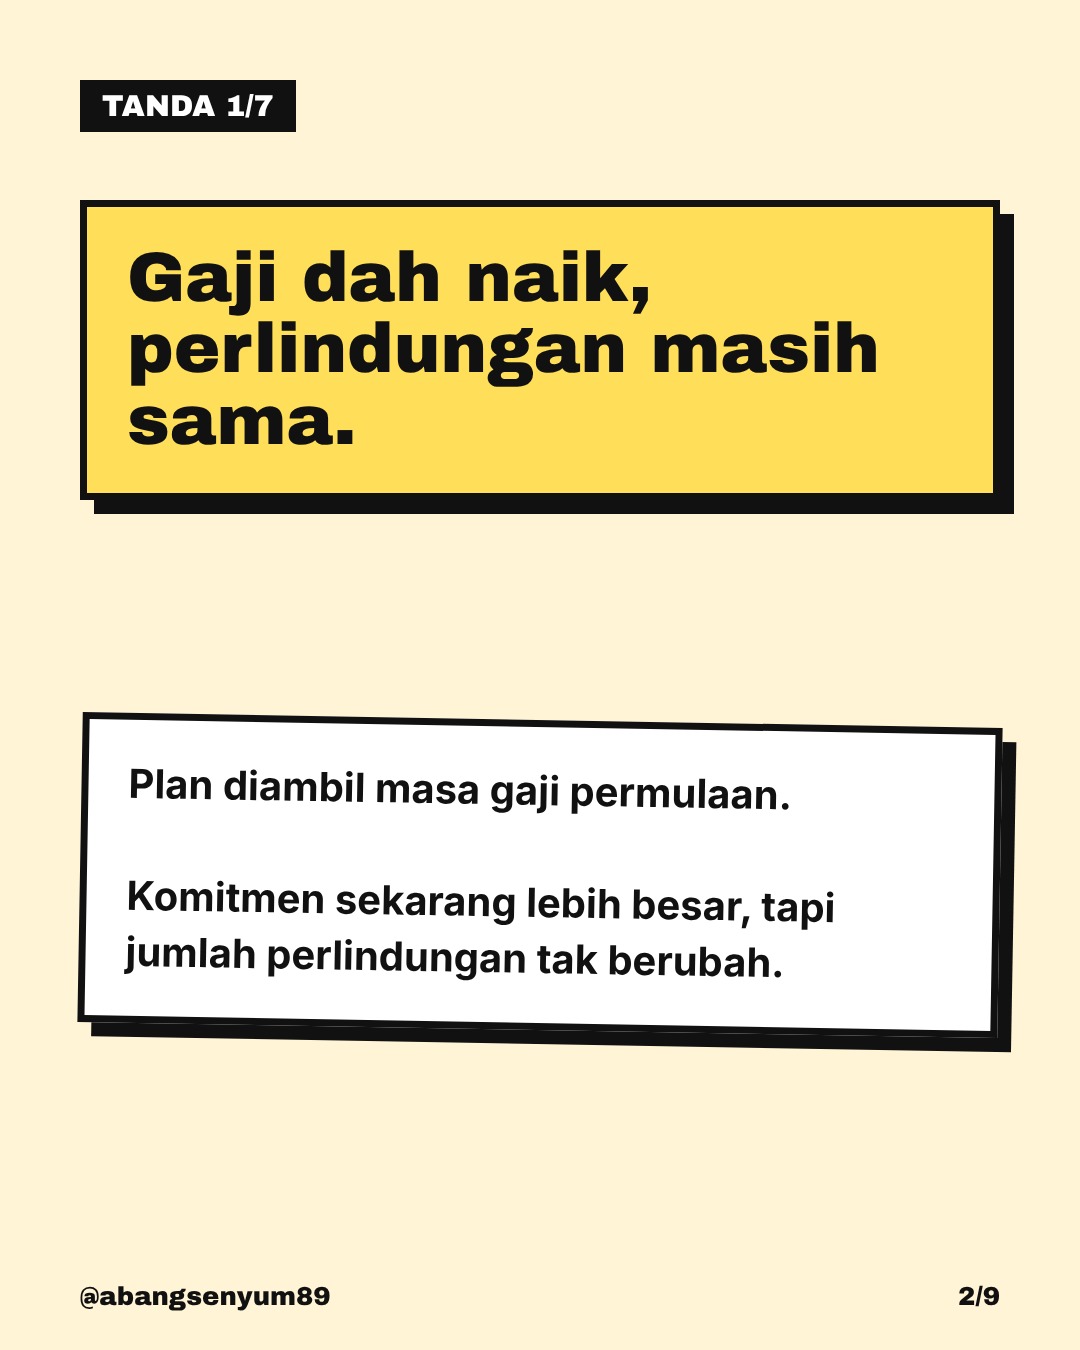 TANDA 1/7
Gaji dah naik,
perlindungan masih
sama.
Plan diambil masa gaji permulaan.
Komitmen sekarang lebih besar, tapi
jumlah perlindungan tak berubah.
@abangsenyum89
2/9